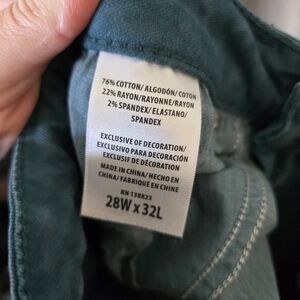 76% COTTON/ ALGODÓN/ COTON
22% RAYON/RAYONNE/RAYON
2% SPANDEX/ ELASTANO/
SPANDEX
EXCLUSIVE OF DECORATION/
EXCLUSIVO PARA DECORACIÓN
EXCLUSIF DE DÉCORATION
MADE IN CHINA/ HECHO EN
CHINA/ FABRIQUÉ EN CHINE
RN 138823
28W x 32L